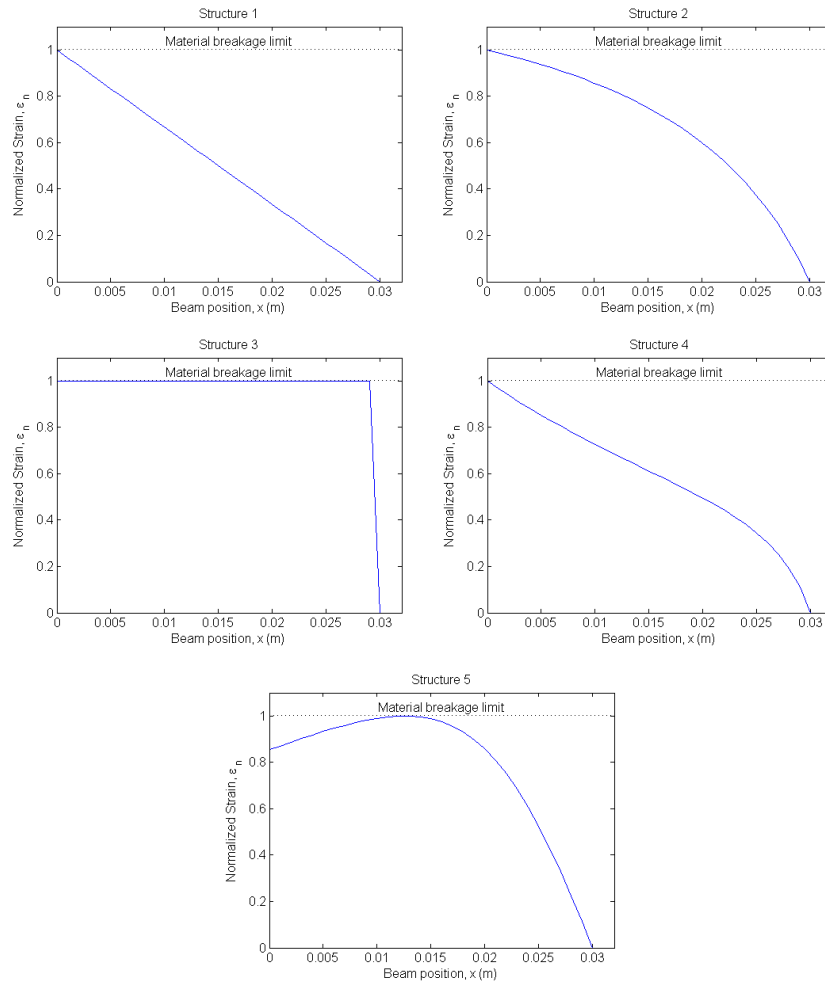 Structure 1
Material breakage limit
1
0.8
0.6
0.4
0.2
0
Normalized Strain, ε_n
0 0.005 0.01 0.015 0.02 0.025 0.03
Beam position, x (m)
Structure 2
Material breakage limit
1
0.8
0.6
0.4
0.2
0
Normalized Strain, ε_n
0 0.005 0.01 0.015 0.02 0.025 0.03
Beam position, x (m)
Structure 3
Material breakage limit
1
0.8
0.6
0.4
0.2
0
Normalized Strain, ε_n
0 0.005 0.01 0.015 0.02 0.025 0.03
Beam position, x (m)
Structure 4
Material breakage limit
1
0.8
0.6
0.4
0.2
0
Normalized Strain, ε_n
0 0.005 0.01 0.015 0.02 0.025 0.03
Beam position, x (m)
Structure 5
Material breakage limit
1
0.8
0.6
0.4
0.2
0
Normalized Strain, ε_n
0 0.005 0.01 0.015 0.02 0.025 0.03
Beam position, x (m)